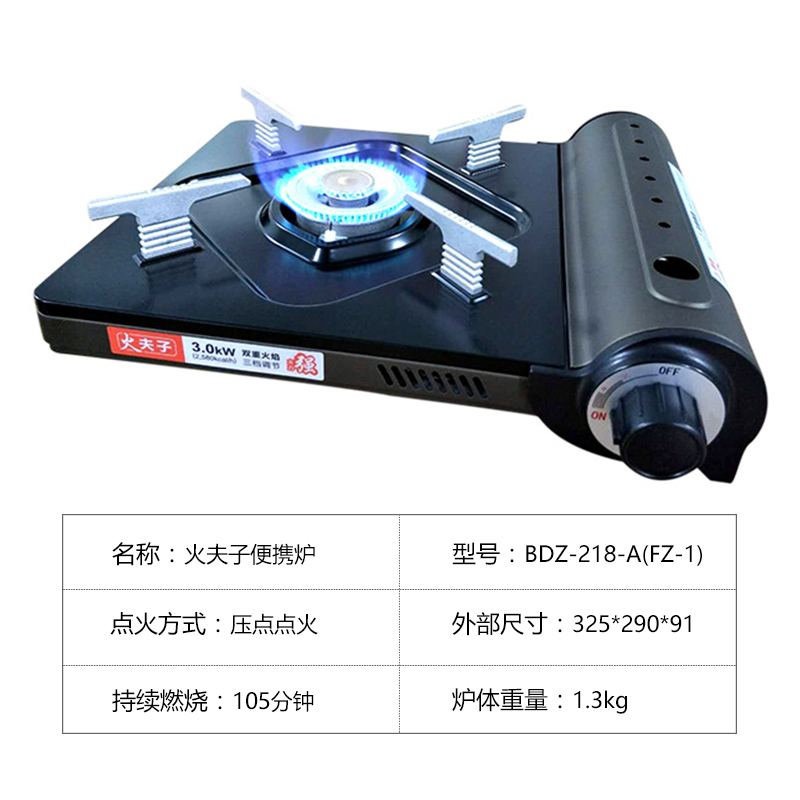 火夫子
3.0kW
(2,580kcal/h)
双重火焰
三档调节
强
OFF
ON
名称：火夫子便携炉
型号：BDZ-218-A(FZ-1)
点火方式：压点点火
外部尺寸：325*290*91
持续燃烧：105分钟
炉体重量：1.3kg